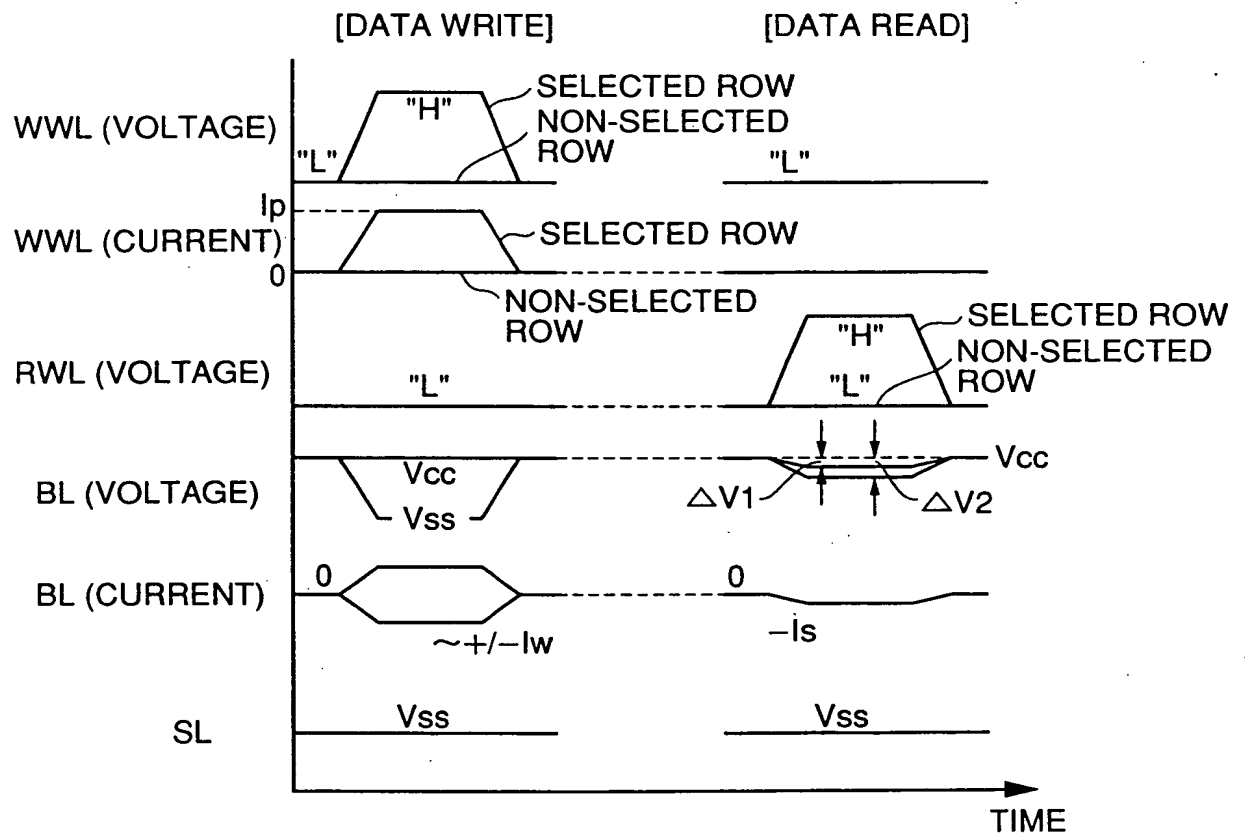 [DATA WRITE] [DATA READ]
WWL (VOLTAGE)
"L"
"H"
SELECTED ROW
NON-SELECTED
ROW
"L"
WWL (CURRENT)
Ip
0
SELECTED ROW
NON-SELECTED
ROW
RWL (VOLTAGE)
"L"
"H"
"L"
SELECTED ROW
NON-SELECTED
ROW
BL (VOLTAGE)
Vcc
Vss
△V1
△V2
Vcc
BL (CURRENT)
0
~+/−Iw
0
−Is
SL
Vss
Vss
TIME